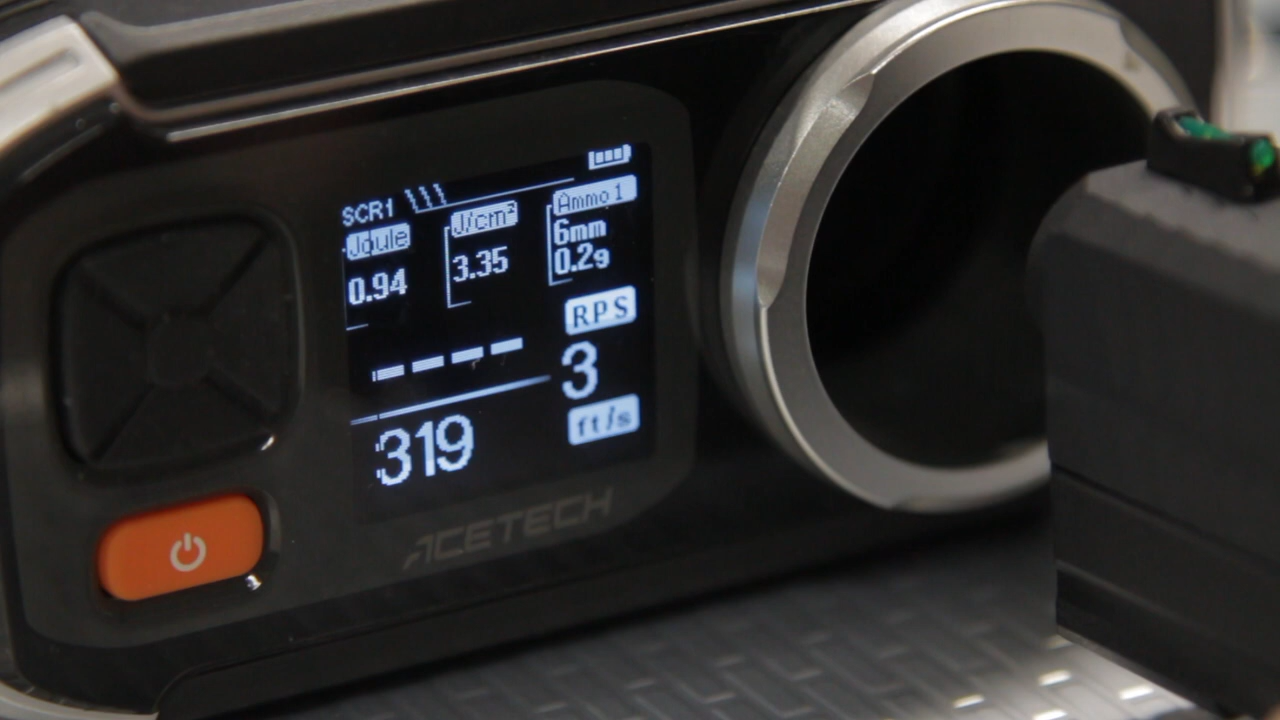 SCR1
Joule
J/cm²
Ammo 1
0.94
3.35
6mm
0.2g
RPS
3
----
ft/s
319
ACETECH